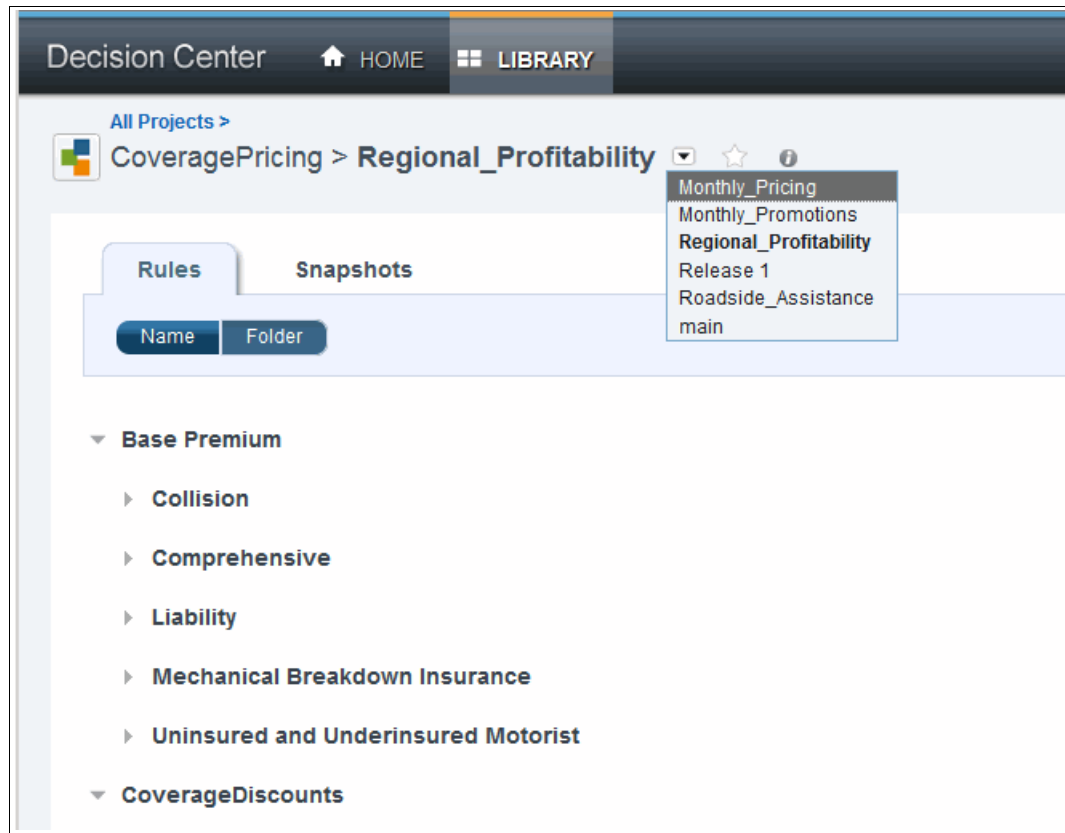 Decision Center HOME LIBRARY
All Projects >
CoveragePricing > Regional_Profitability
Monthly_Pricing
Monthly_Promotions
Regional_Profitability
Release 1
Roadside_Assistance
main
Rules Snapshots
Name Folder
Base Premium
Collision
Comprehensive
Liability
Mechanical Breakdown Insurance
Uninsured and Underinsured Motorist
CoverageDiscounts